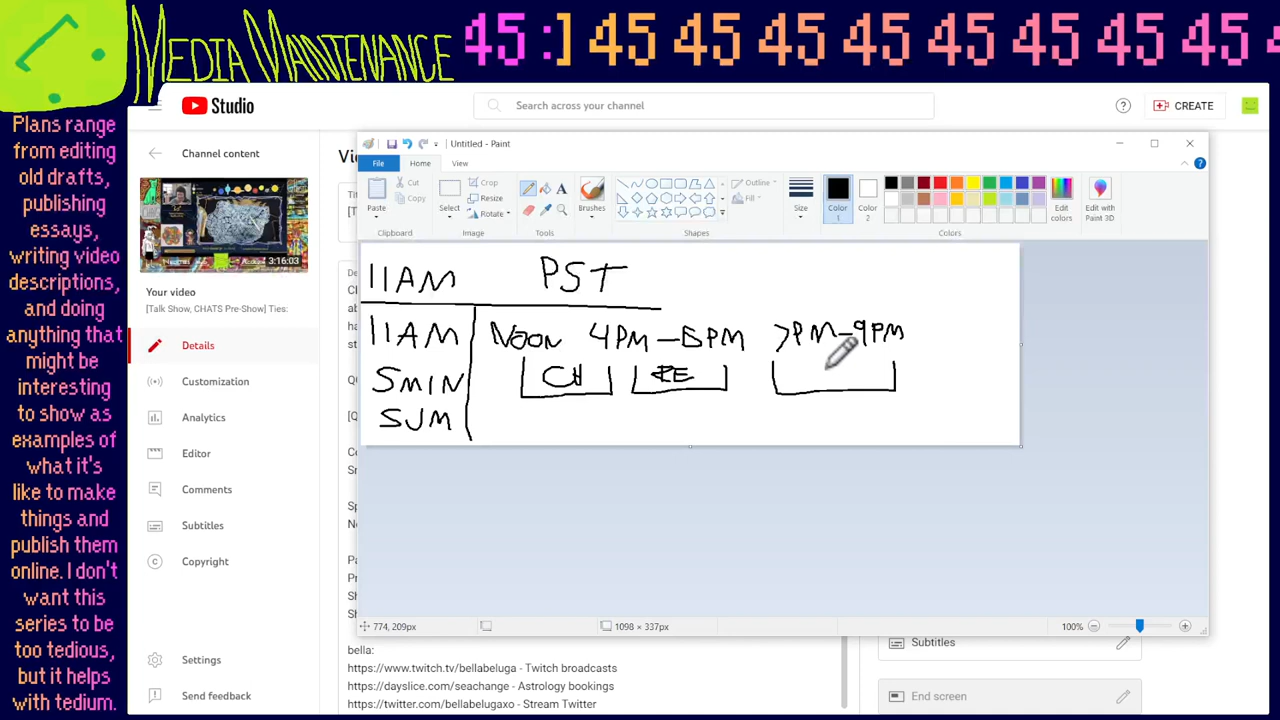 MEDIA MAINTENANCE
45 :] 45 45 45 45 45 45 45 45 4
Plans range
from editing
old drafts,
publishing
essays,
writing video
descriptions,
and doing
anything that
might be
interesting
to show as
examples of
what it's
like to make
things and
publish them
online. I don't
want this
series to be
too tedious,
but it helps
with tedium.
Studio
Search across your channel
CREATE
Channel content
3:16:03
Your video
[Talk Show, CHATS Pre-Show] Ties:
Details
Customization
Analytics
Editor
Comments
Subtitles
Copyright
Settings
Send feedback
Untitled - Paint
File
Home
View
Paste
Cut
Copy
Clipboard
Select
Crop
Resize
Rotate
Image
Tools
Brushes
Outline
Fill
Shapes
Size
Color
1
Color
2
Edit
colors
Edit with
Paint 3D
Colors
11AM PST
11AM NOON 4PM-6PM 7PM-9PM
5MIN CH
SUM
774, 209px
1098 × 337px
100%
bella:
https://www.twitch.tv/bellabeluga - Twitch broadcasts
https://dayslice.com/seachange - Astrology bookings
https://twitter.com/bellabelugaxo - Stream Twitter
Subtitles
End screen